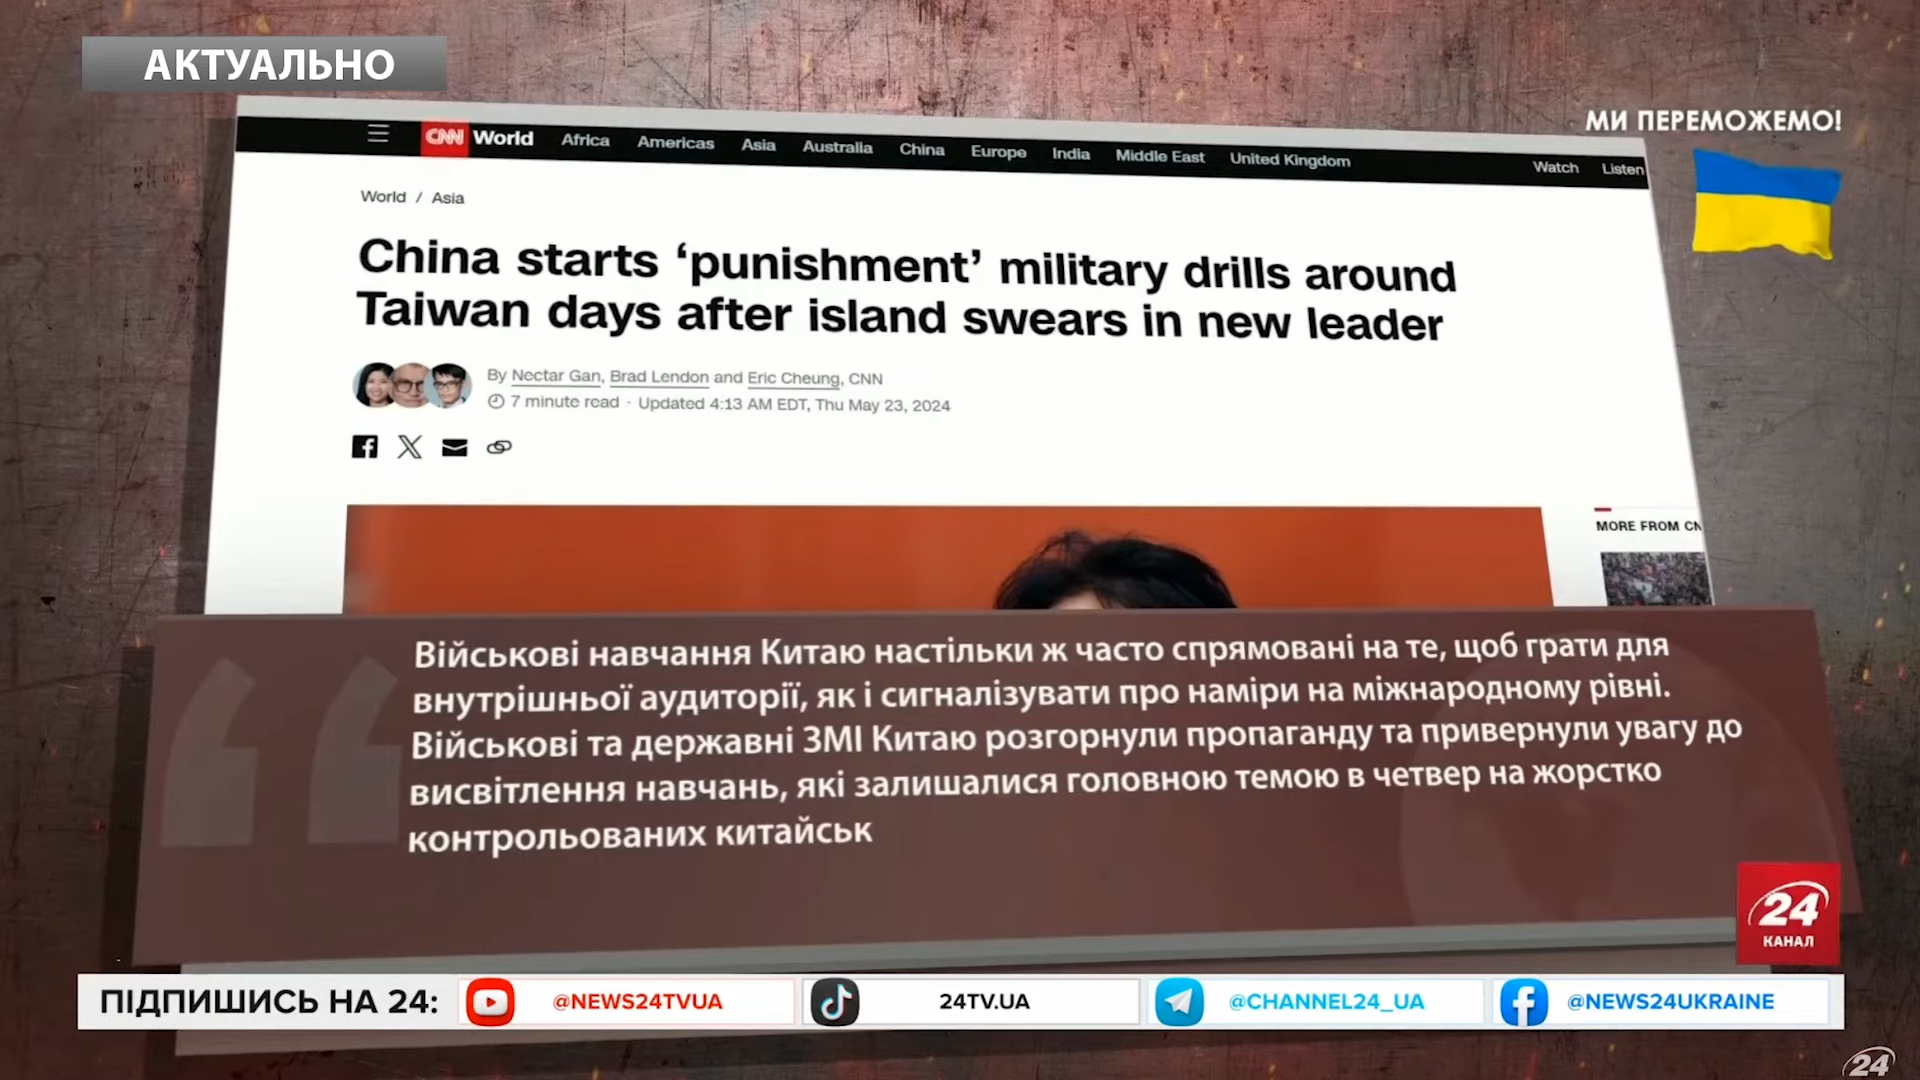 АКТУАЛЬНО
МИ ПЕРЕМОЖЕМО!
CNN World Africa Americas Asia Australia China Europe India Middle East United Kingdom Watch Listen
World / Asia
China starts ‘punishment’ military drills around
Taiwan days after island swears in new leader
By Nectar Gan, Brad Lendon and Eric Cheung, CNN
7 minute read · Updated 4:13 AM EDT, Thu May 23, 2024
MORE FROM CN
Військові навчання Китаю настільки ж часто спрямовані на те, щоб грати для
внутрішньої аудиторії, як і сигналізувати про наміри на міжнародному рівні.
Військові та державні ЗМІ Китаю розгорнули пропаганду та привернули увагу до
висвітлення навчань, які залишалися головною темою в четвер на жорстко
контрольованих китайськ
24
КАНАЛ
ПІДПИШИСЬ НА 24: @NEWS24TVUA 24TV.UA @CHANNEL24_UA @NEWS24UKRAINE
24